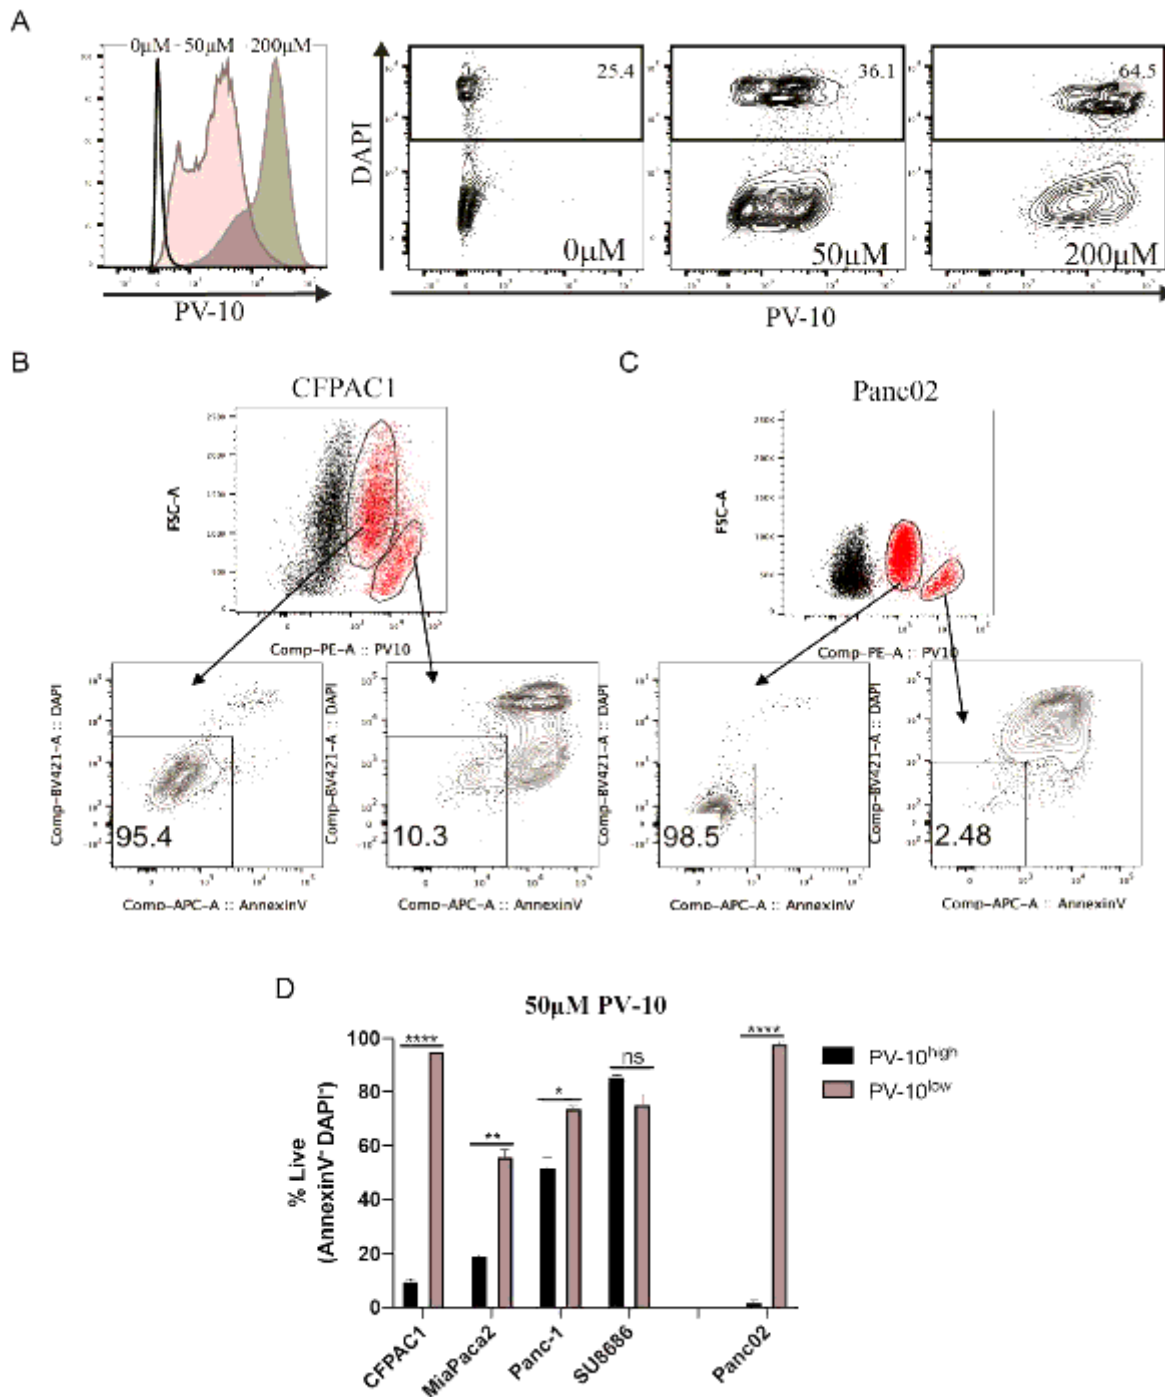 A
0μM 50μM 200μM
PV-10
DAPI
25.4
36.1
64.5
0μM
50μM
200μM
PV-10
B
CFPAC1
FSC-A
Comp-PE-A :: PV10
Comp-BV421-A :: DAPI
95.4
Comp-APC-A :: AnnexinV
Comp-BV421-A :: DAPI
10.3
Comp-APC-A :: AnnexinV
C
Panc02
FSC-A
Comp-PE-A :: PV10
Comp-BV421-A :: DAPI
98.5
Comp-APC-A :: AnnexinV
Comp-BV421-A :: DAPI
2.48
Comp-APC-A :: AnnexinV
D
50μM PV-10
% Live
(AnnexinV⁻ DAPI⁻)
100
80
60
40
20
0
****
**
*
ns
****
CFPAC1
MiaPaca2
Panc-1
SU8686
Panc02
PV-10high
PV-10low